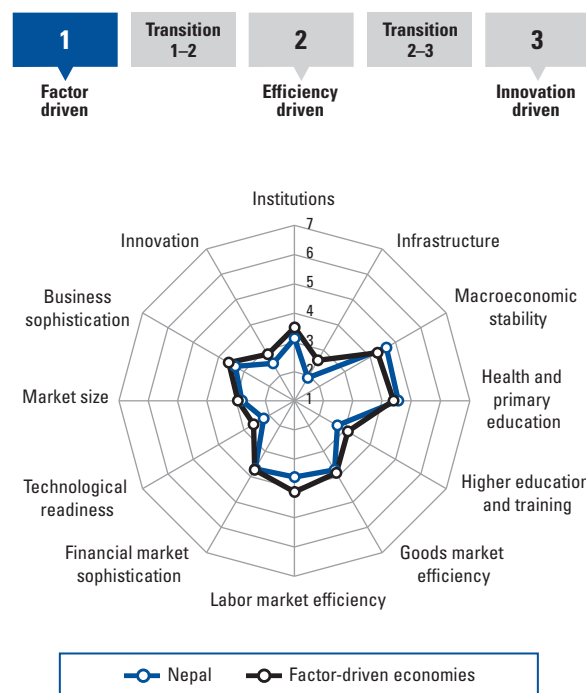 1
Transition
1–2
2
Transition
2–3
3
Factor
driven
Efficiency
driven
Innovation
driven
Institutions
7
Innovation
Infrastructure
6
5
Business
sophistication
Macroeconomic
stability
4
3
2
Market size
1
Health and
primary
education
Technological
readiness
Higher education
and training
Financial market
sophistication
Goods market
efficiency
Labor market efficiency
Nepal
Factor-driven economies